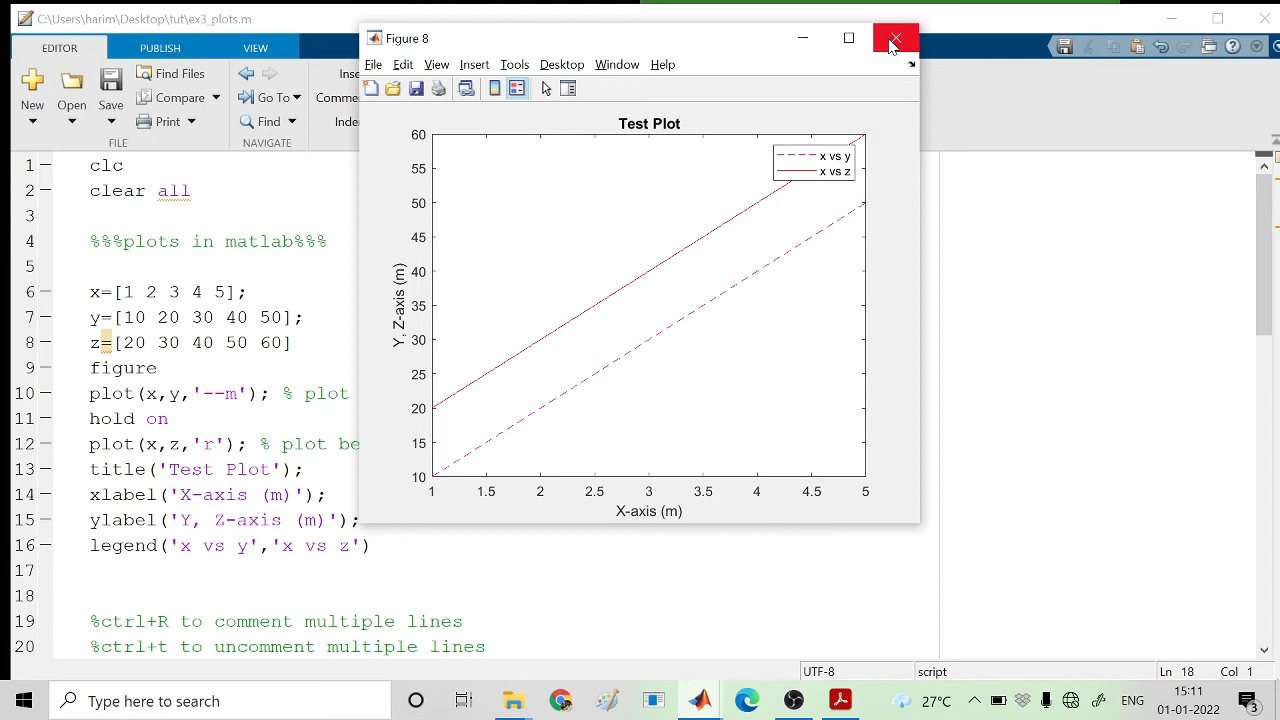 C:\Users\harim\Desktop\tut\ex3_plots.m
EDITOR
PUBLISH
VIEW
New
Open
Save
Find Files
Compare
Print
Go To
Find
Inse
Comme
Inde
FILE
NAVIGATE
Figure 8
File Edit View Insert Tools Desktop Window Help
Test Plot
x vs y
x vs z
60
55
50
45
40
35
30
25
20
15
10
Y, Z-axis (m)
1 1.5 2 2.5 3 3.5 4 4.5 5
X-axis (m)
1 clc
2 clear all
3
4 %%%plots in matlab%%%
5
6 x=[1 2 3 4 5];
7 y=[10 20 30 40 50];
8 z=[20 30 40 50 60]
9 figure
10 plot(x,y,'--m'); % plot
11 hold on
12 plot(x,z,'r'); % plot be
13 title('Test Plot');
14 xlabel('X-axis (m)');
15 ylabel('Y, Z-axis (m)');
16 legend('x vs y','x vs z')
17
18
19 %ctrl+R to comment multiple lines
20 %ctrl+t to uncomment multiple lines
UTF-8 script Ln 18 Col 1
Type here to search
27°C
ENG
15:11
01-01-2022
3